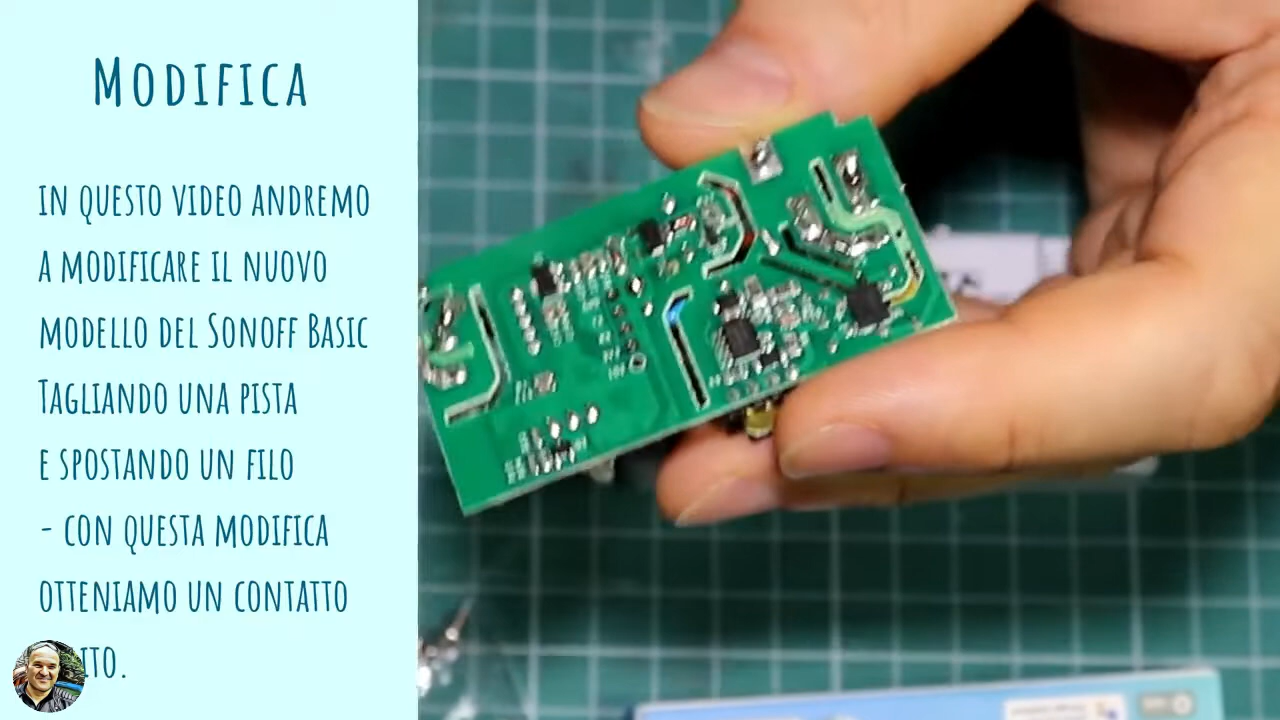 Modifica
in questo video andremo
a modificare il nuovo
modello del Sonoff Basic
Tagliando una pista
e spostando un filo
- con questa modifica
otteniamo un contatto